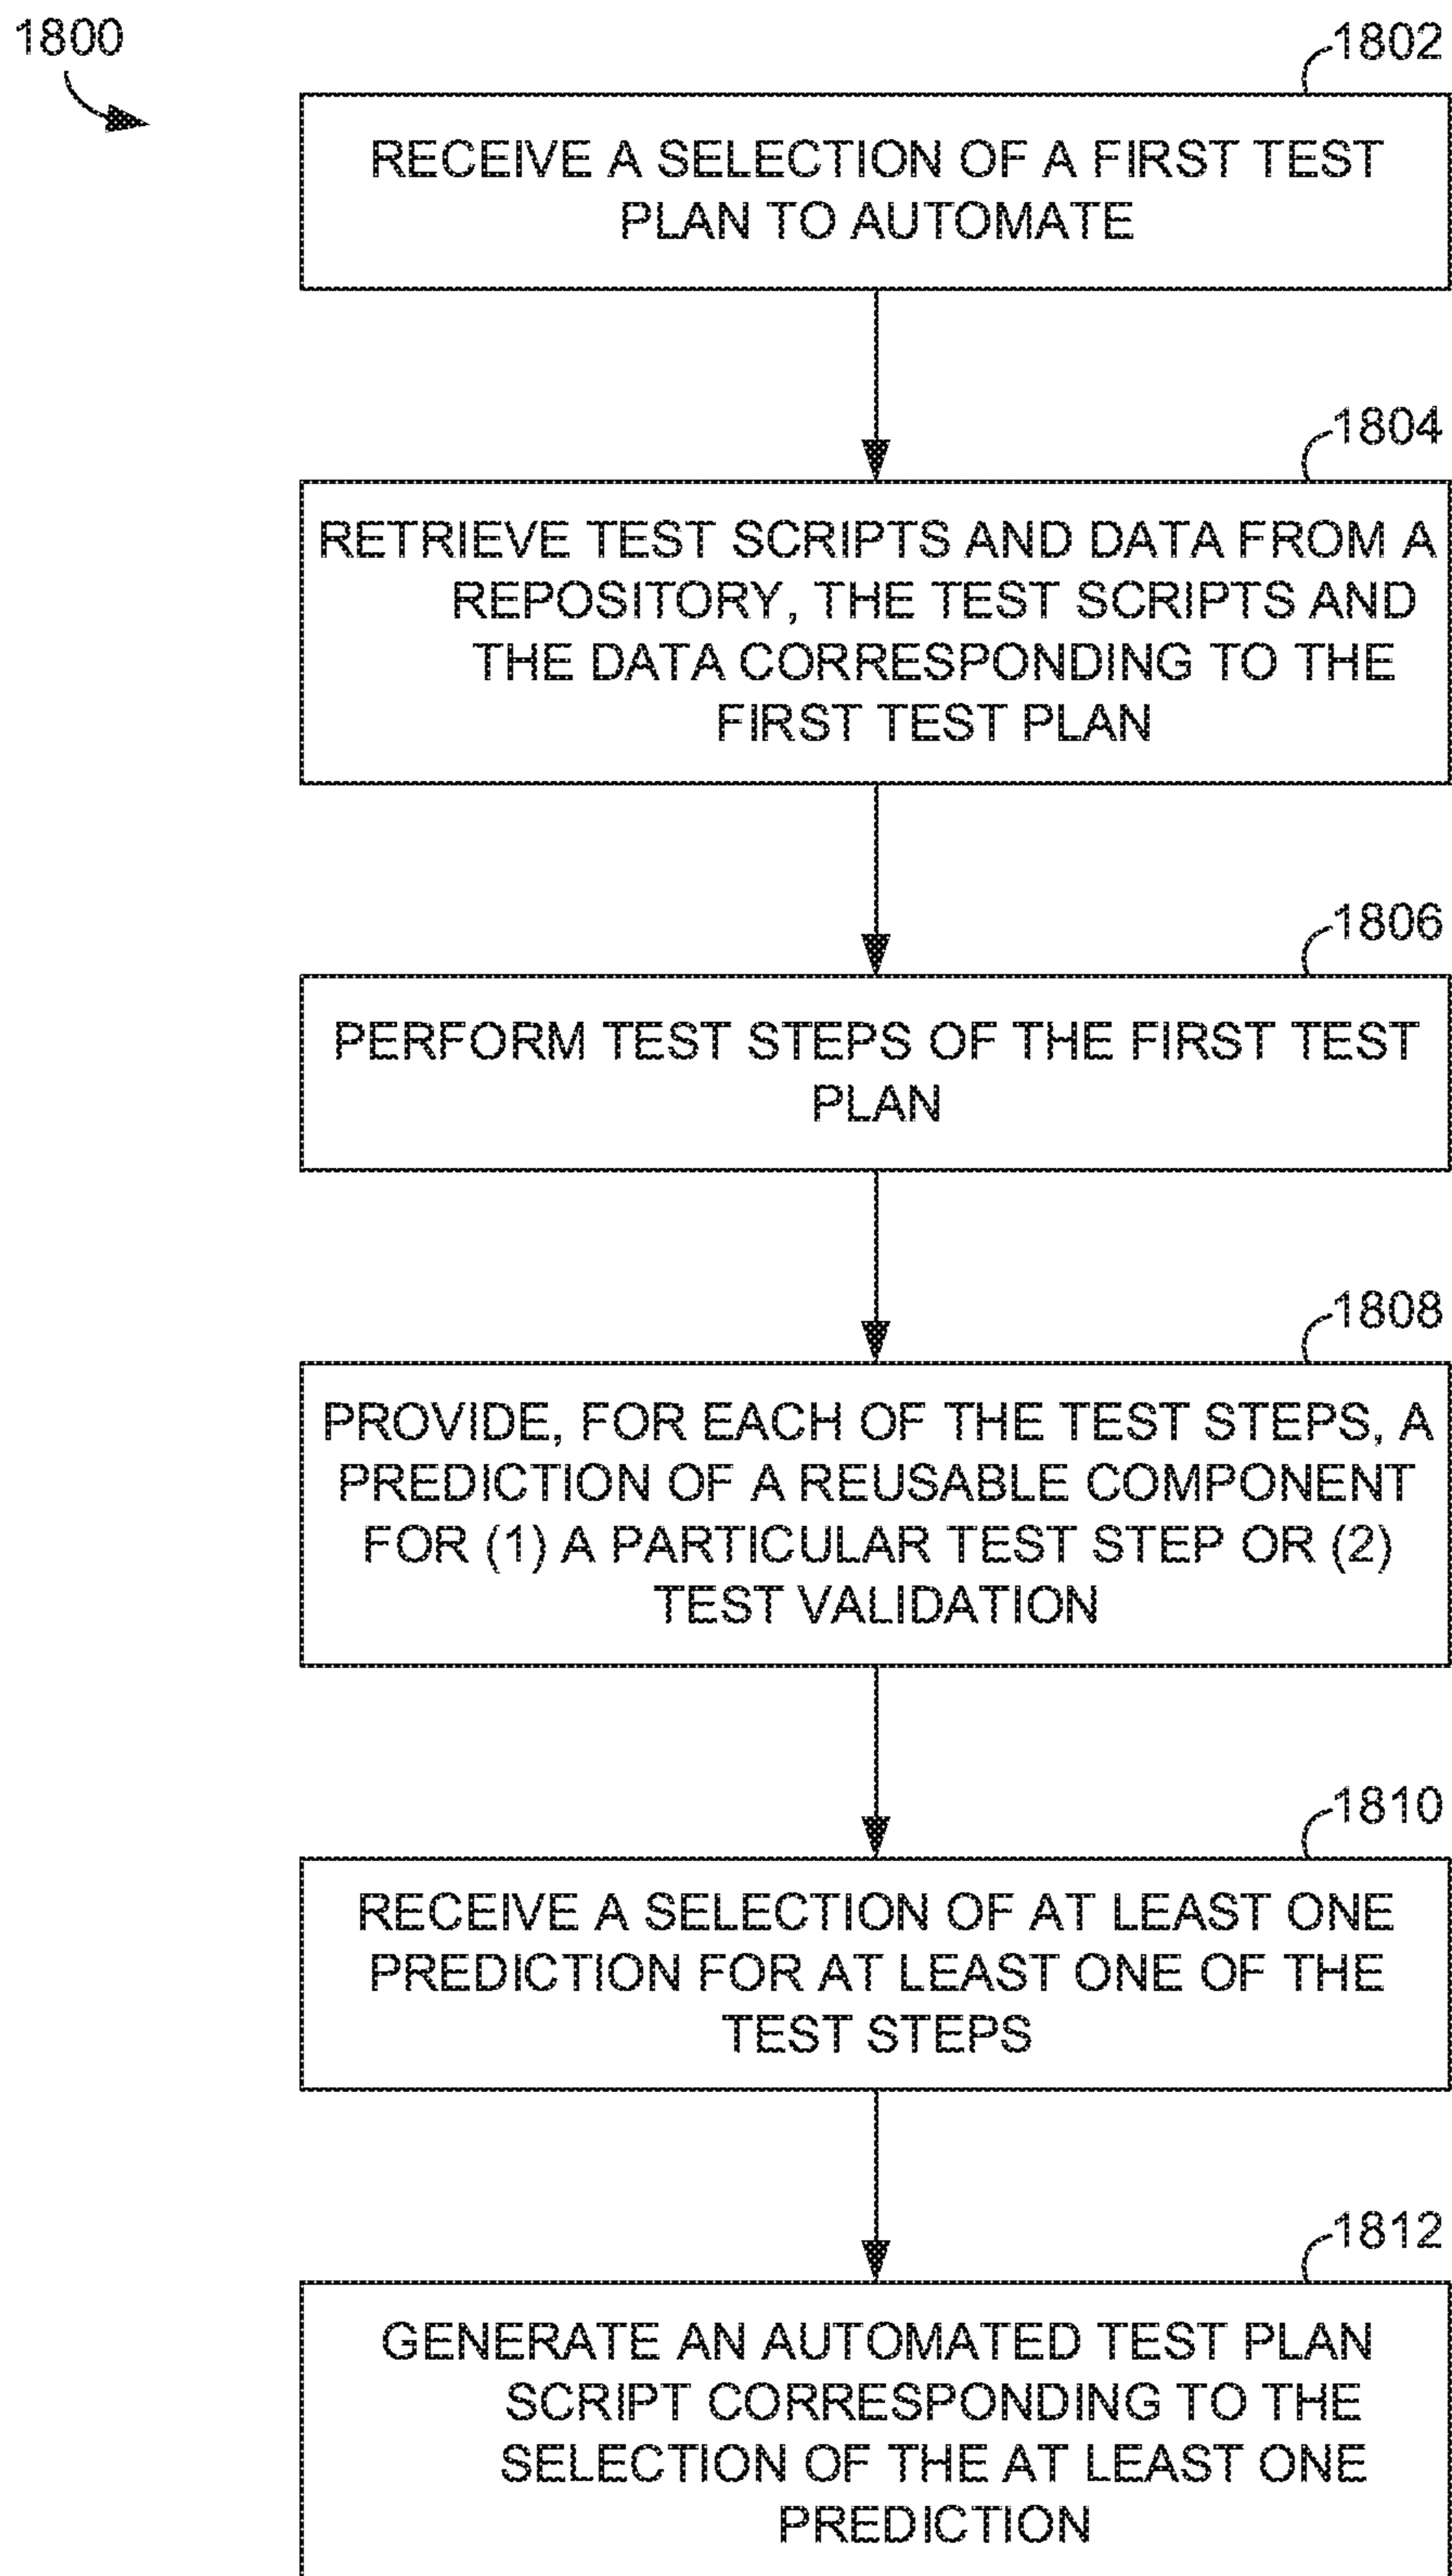 1800
1802
RECEIVE A SELECTION OF A FIRST TEST
PLAN TO AUTOMATE
1804
RETRIEVE TEST SCRIPTS AND DATA FROM A
REPOSITORY, THE TEST SCRIPTS AND
THE DATA CORRESPONDING TO THE
FIRST TEST PLAN
1806
PERFORM TEST STEPS OF THE FIRST TEST
PLAN
1808
PROVIDE, FOR EACH OF THE TEST STEPS, A
PREDICTION OF A REUSABLE COMPONENT
FOR (1) A PARTICULAR TEST STEP OR (2)
TEST VALIDATION
1810
RECEIVE A SELECTION OF AT LEAST ONE
PREDICTION FOR AT LEAST ONE OF THE
TEST STEPS
1812
GENERATE AN AUTOMATED TEST PLAN
SCRIPT CORRESPONDING TO THE
SELECTION OF THE AT LEAST ONE
PREDICTION